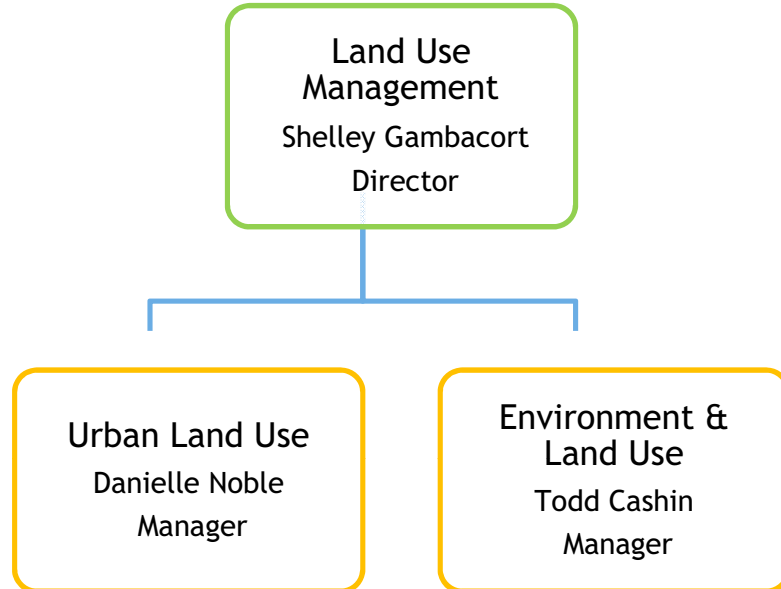 Land Use
Management
Shelley Gambacort
Director
Urban Land Use
Danielle Noble
Manager
Environment &
Land Use
Todd Cashin
Manager